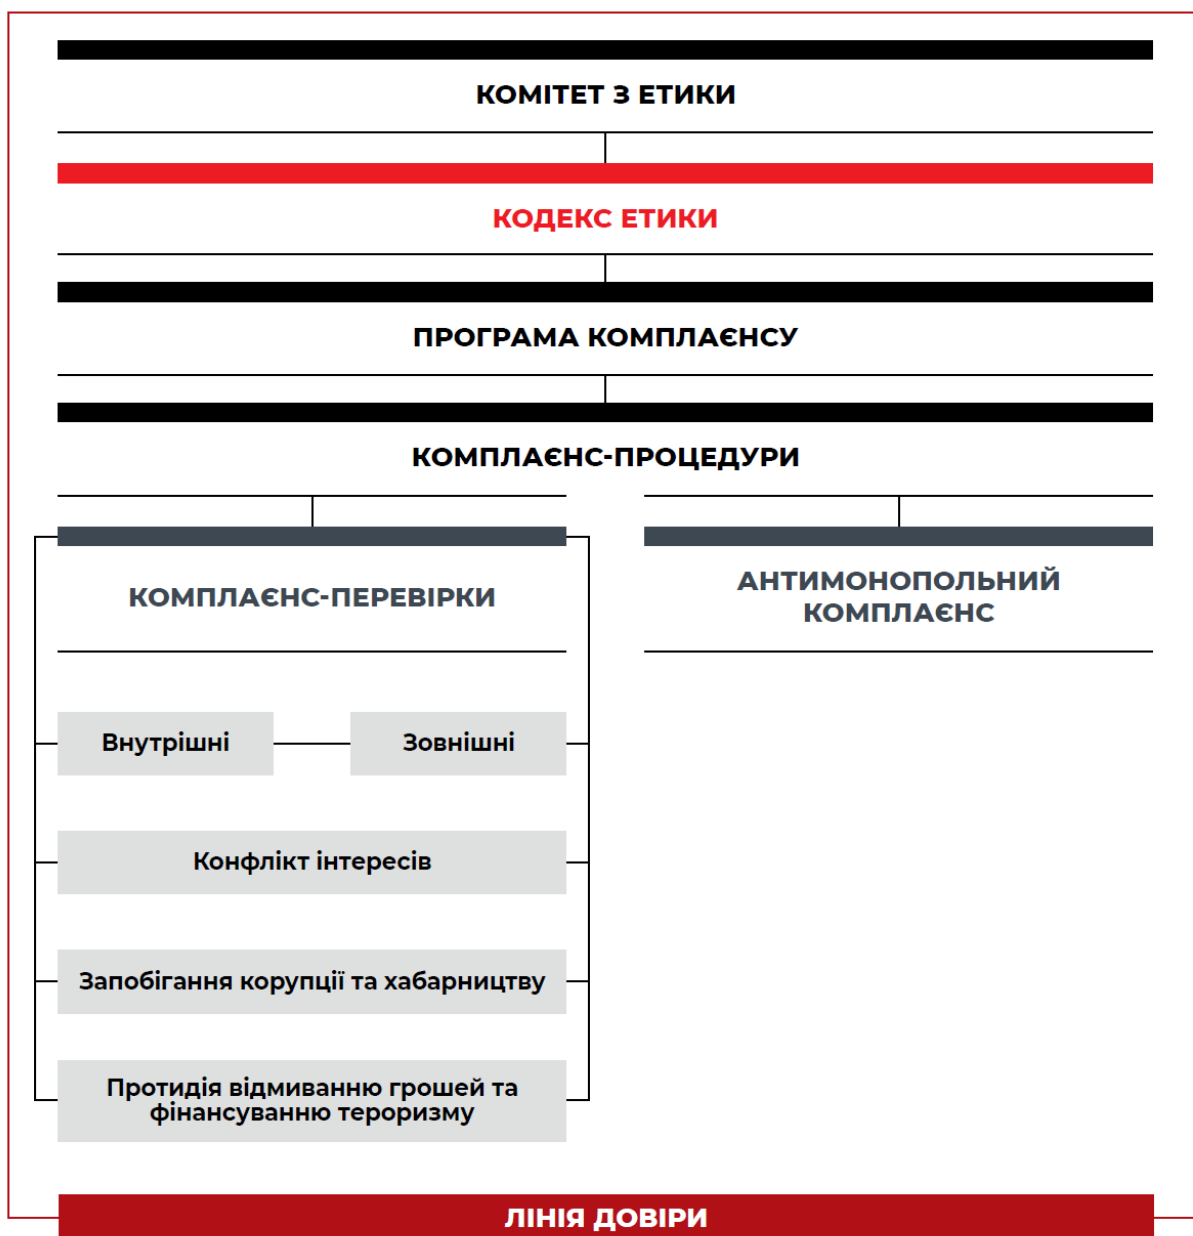 КОМІТЕТ З ЕТИКИ
КОДЕКС ЕТИКИ
ПРОГРАМА КОМПЛАЄНСУ
КОМПЛАЄНС-ПРОЦЕДУРИ
КОМПЛАЄНС-ПЕРЕВІРКИ
АНТИМОНОПОЛЬНИЙ
КОМПЛАЄНС
Внутрішні
Зовнішні
Конфлікт інтересів
Запобігання корупції та хабарництву
Протидія відмиванню грошей та
фінансуванню тероризму
ЛІНІЯ ДОВІРИ